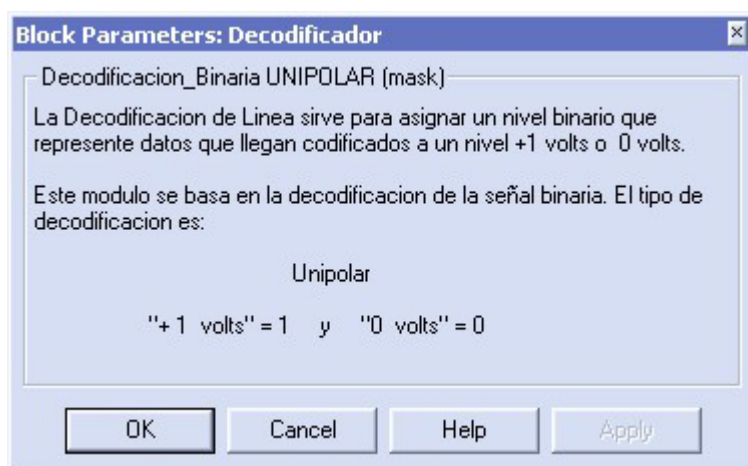 Block Parameters: Decodificador
Decodificacion_Binaria UNIPOLAR (mask)
La Decodificacion de Linea sirve para asignar un nivel binario que
represente datos que llegan codificados a un nivel +1 volts o 0 volts.
Este modulo se basa en la decodificacion de la señal binaria. El tipo de
decodificacion es:
Unipolar
"+ 1 volts" = 1 y "0 volts" = 0
OK Cancel Help Apply